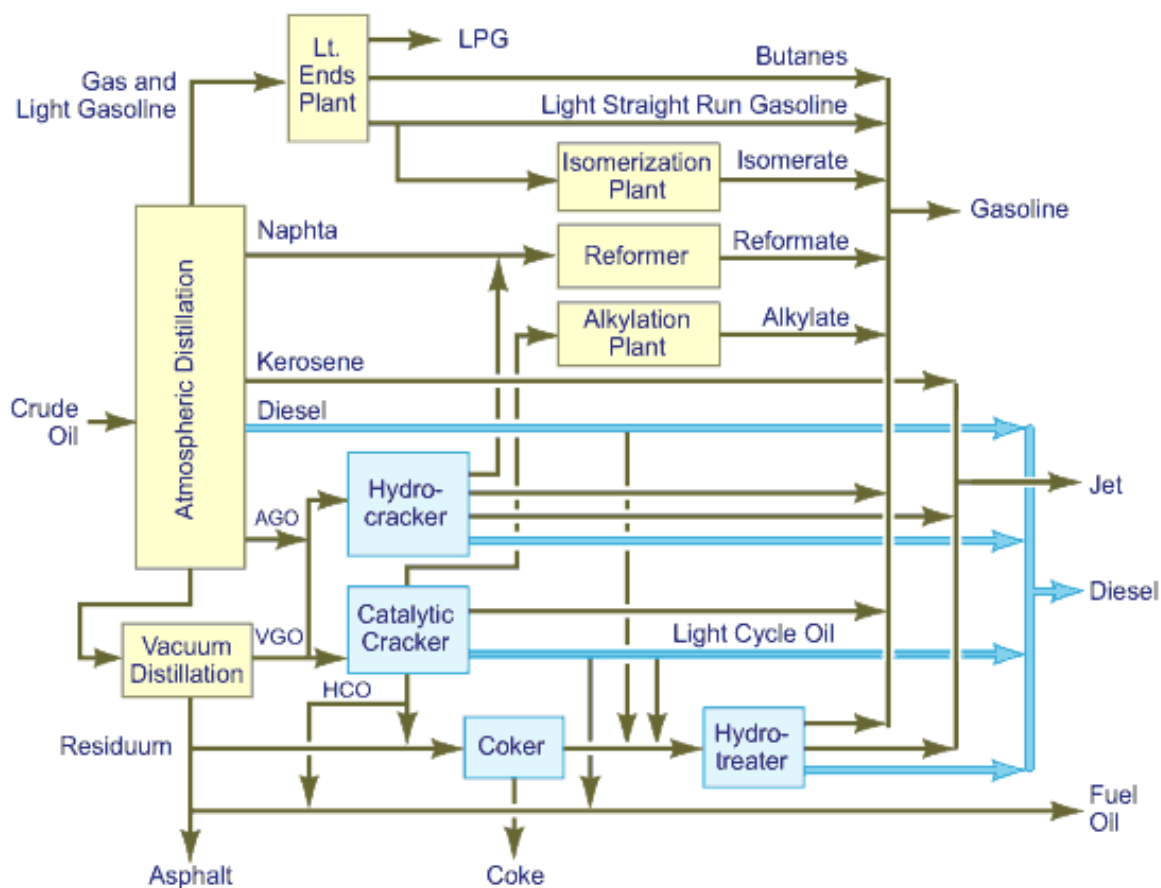 LPG
Lt.
Ends
Plant
Butanes
Gas and
Light Gasoline
Light Straight Run Gasoline
Isomerization
Plant
Isomerate
Gasoline
Naphta
Reformer
Reformate
Atmospheric Distillation
Alkylation
Plant
Alkylate
Kerosene
Crude
Oil
Diesel
Hydro-
cracker
Jet
AGO
Catalytic
Cracker
Diesel
VGO
Vacuum
Distillation
Light Cycle Oil
HCO
Residuum
Coker
Hydro-
treater
Fuel
Oil
Asphalt
Coke